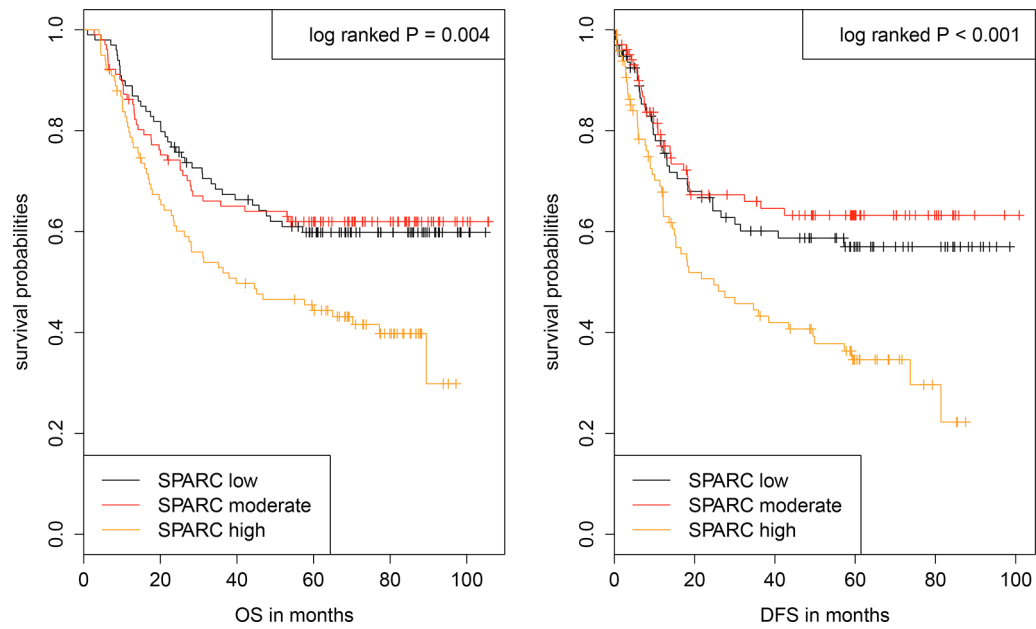 log ranked P = 0.004
survival probabilities
1.0
0.8
0.6
0.4
0.2
0.0
SPARC low
SPARC moderate
SPARC high
0 20 40 60 80 100
OS in months
log ranked P < 0.001
survival probabilities
1.0
0.8
0.6
0.4
0.2
0.0
SPARC low
SPARC moderate
SPARC high
0 20 40 60 80 100
DFS in months